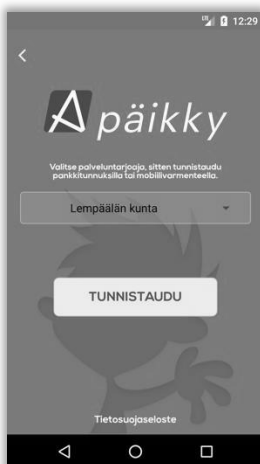 12:29
A päikky
Valitse palveluntarjoaja, sitten tunnistaudu
pankkitunnuksilla tai mobiilivarmenteella.
Lempäälän kunta
TUNNISTAUDU
Tietosuojaseloste